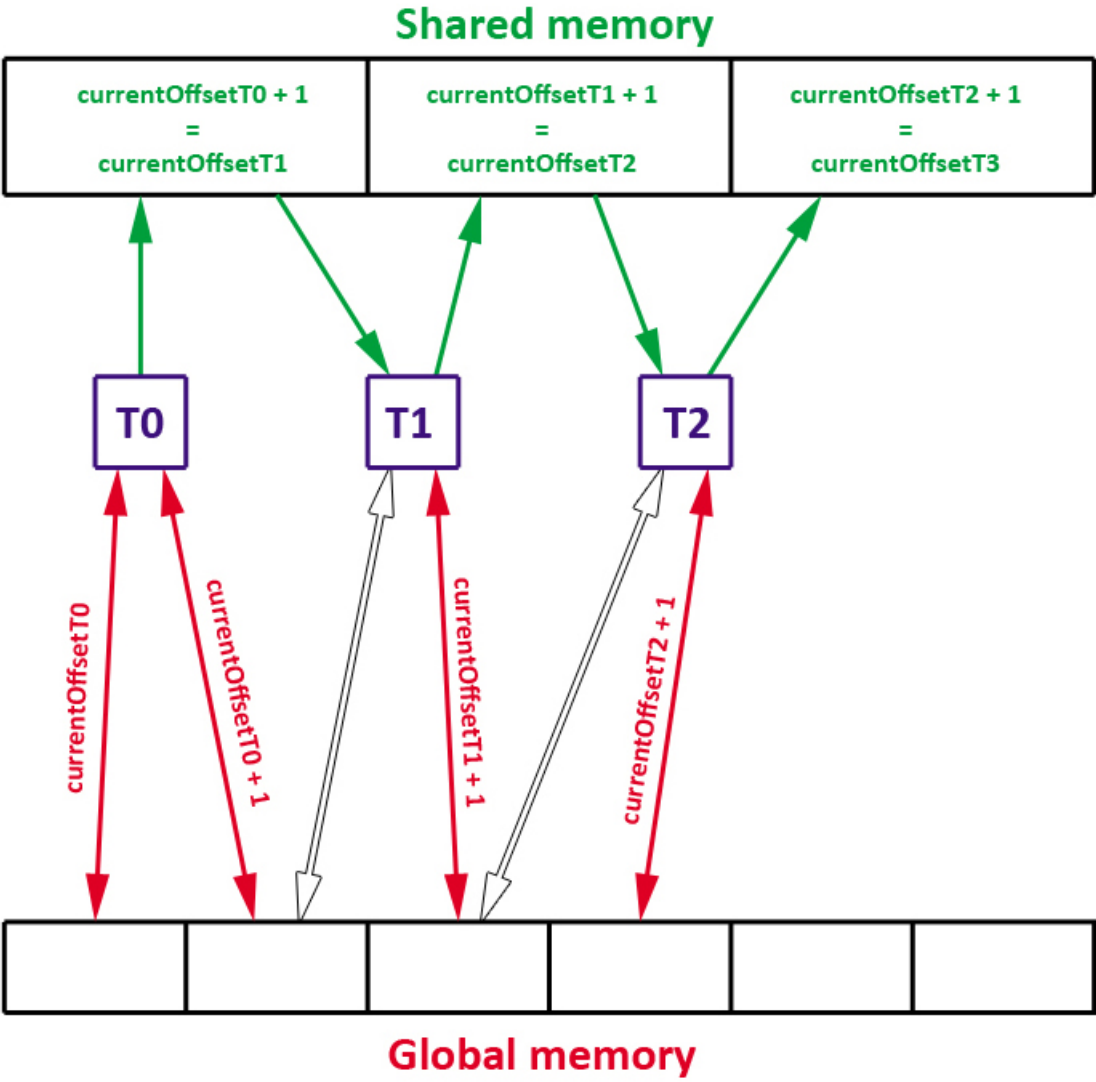 Shared memory
currentOffsetT0 + 1
=
currentOffsetT1
currentOffsetT1 + 1
=
currentOffsetT2
currentOffsetT2 + 1
=
currentOffsetT3
T0
T1
T2
currentOffsetT0
currentOffsetT0 + 1
currentOffsetT1 + 1
currentOffsetT2 + 1
Global memory